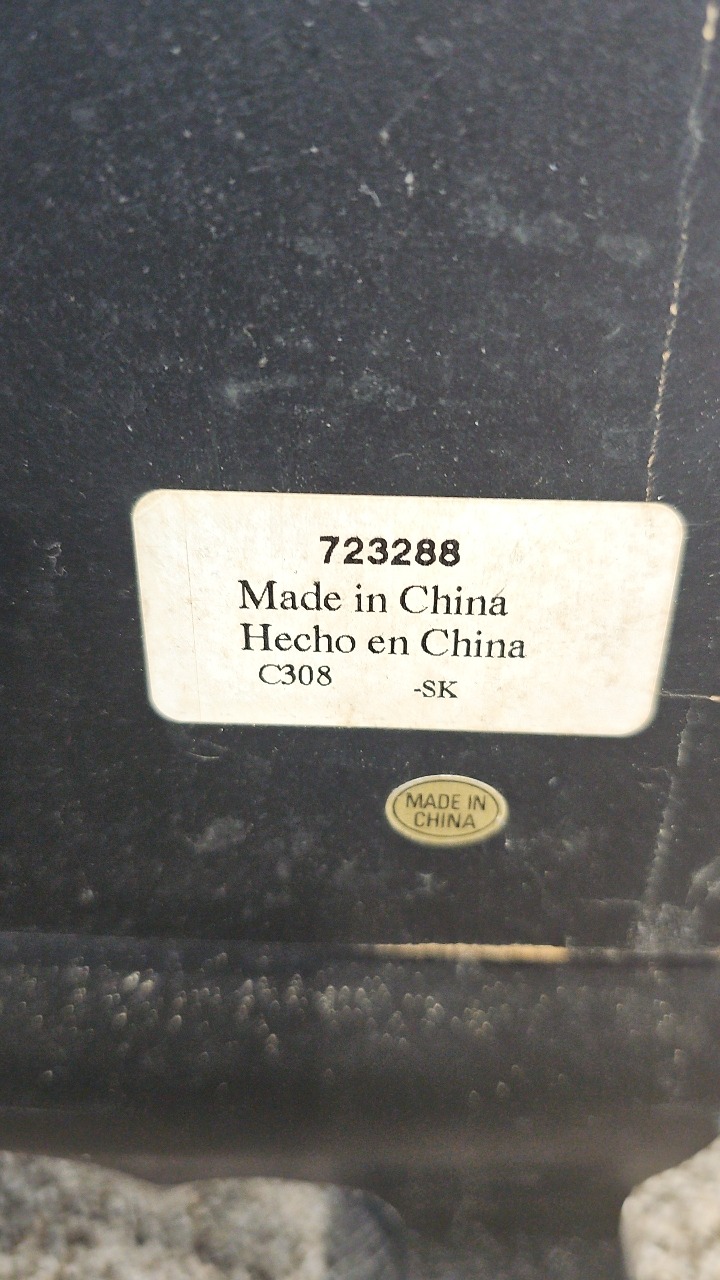 723288
Made in China
Hecho en China
C308 -SK
MADE IN
CHINA